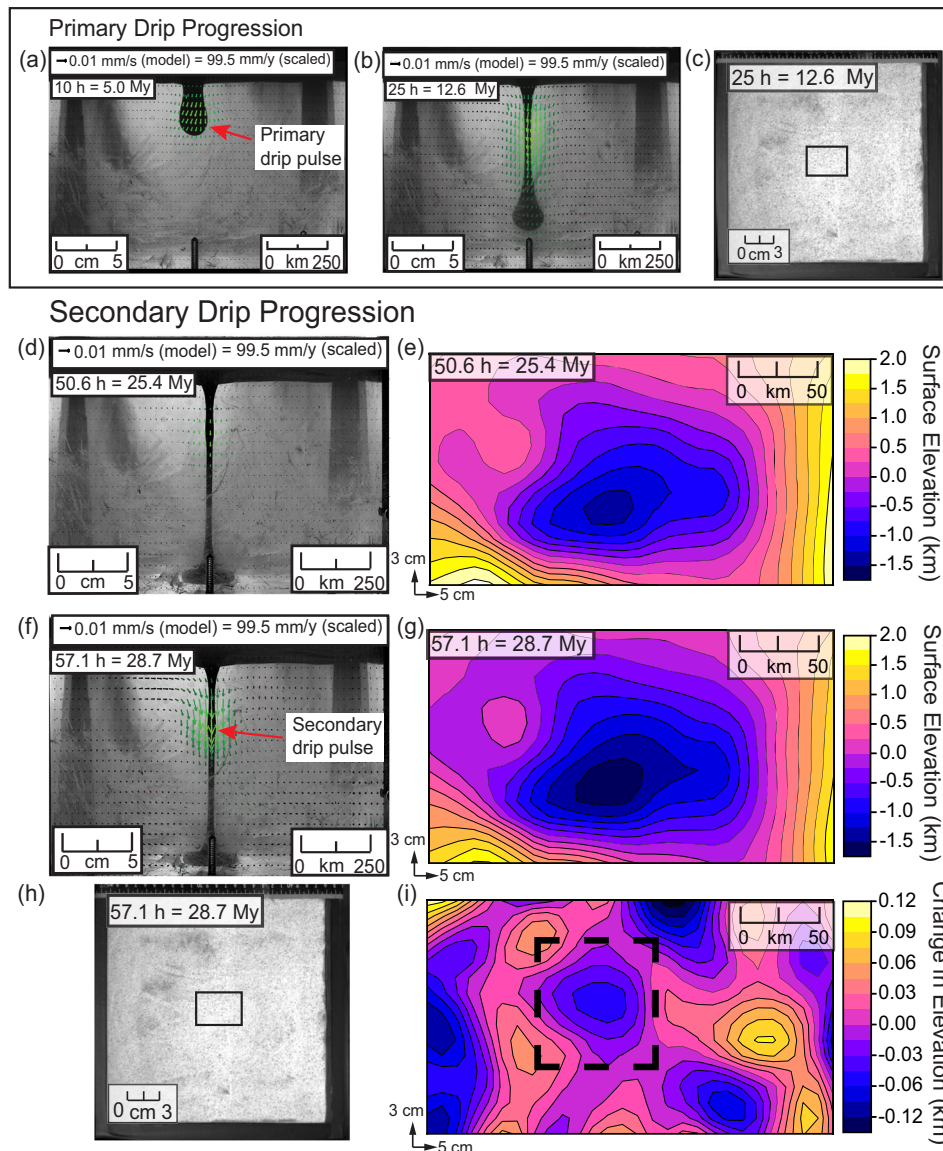 Primary Drip Progression
(a)
0.01 mm/s (model) = 99.5 mm/y (scaled)
10 h = 5.0 My
Primary
drip pulse
0 cm 5
0 km 250
(b)
0.01 mm/s (model) = 99.5 mm/y (scaled)
25 h = 12.6 My
0 cm 5
0 km 250
(c)
25 h = 12.6 My
0 cm 3
Secondary Drip Progression
(d)
0.01 mm/s (model) = 99.5 mm/y (scaled)
50.6 h = 25.4 My
0 cm 5
0 km 250
(e)
50.6 h = 25.4 My
0 km 50
3 cm
5 cm
2.0
1.5
1.0
0.5
0.0
-0.5
-1.0
-1.5
Surface Elevation (km)
(f)
0.01 mm/s (model) = 99.5 mm/y (scaled)
57.1 h = 28.7 My
Secondary
drip pulse
0 cm 5
0 km 250
(g)
57.1 h = 28.7 My
0 km 50
3 cm
5 cm
2.0
1.5
1.0
0.5
0.0
-0.5
-1.0
-1.5
Surface Elevation (km)
(h)
57.1 h = 28.7 My
0 cm 3
(i)
0 km 50
3 cm
5 cm
0.12
0.09
0.06
0.03
0.00
-0.03
-0.06
-0.12
Change in Elevation (km)